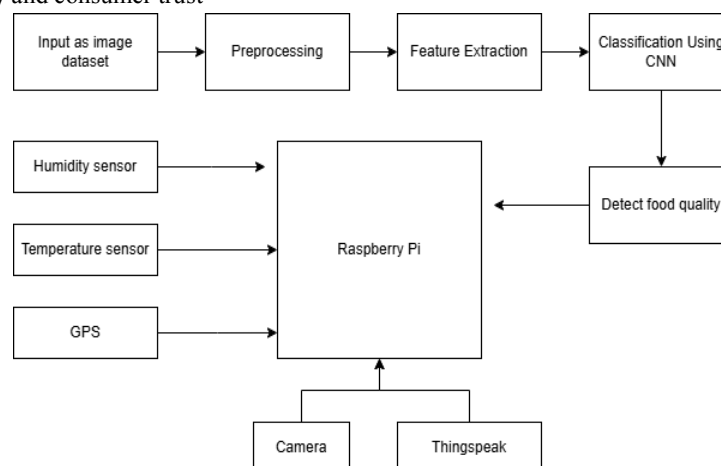 y and consumer trust
Input as image
dataset
Preprocessing
Feature Extraction
Classification Using
CNN
Humidity sensor
Temperature sensor
GPS
Raspberry Pi
Detect food quality
Camera
Thingspeak